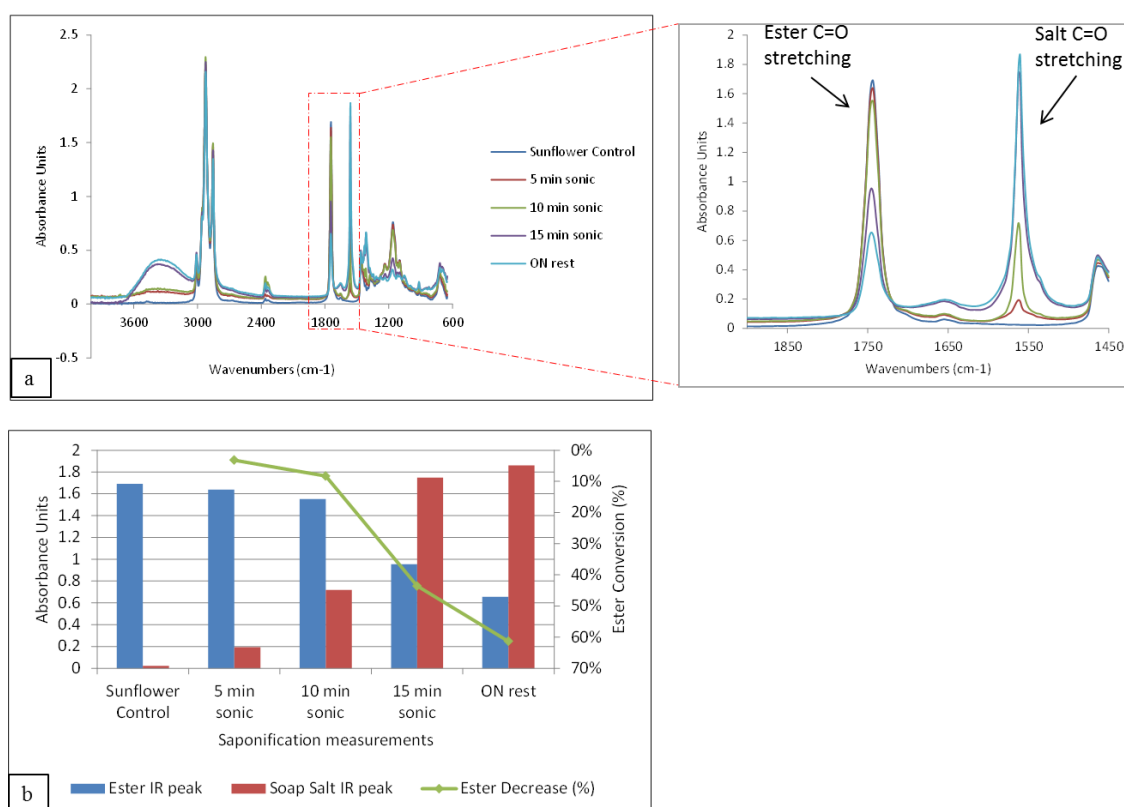 2.5
2
1.5
1
0.5
0
-0.5
Absorbance Units
3600 3000 2400 1800 1200 600
Wavenumbers (cm-1)
Sunflower Control
5 min sonic
10 min sonic
15 min sonic
ON rest
a
Ester C=O
stretching
Salt C=O
stretching
2
1.8
1.6
1.4
1.2
1
0.8
0.6
0.4
0.2
0
Absorbance Units
1850 1750 1650 1550 1450
Wavenumbers (cm-1)
2
1.8
1.6
1.4
1.2
1
0.8
0.6
0.4
0.2
0
Absorbance Units
0%
10%
20%
30%
40%
50%
60%
70%
Ester Conversion (%)
Sunflower Control
5 min sonic
10 min sonic
15 min sonic
ON rest
Saponification measurements
Ester IR peak Soap Salt IR peak Ester Decrease (%)
b